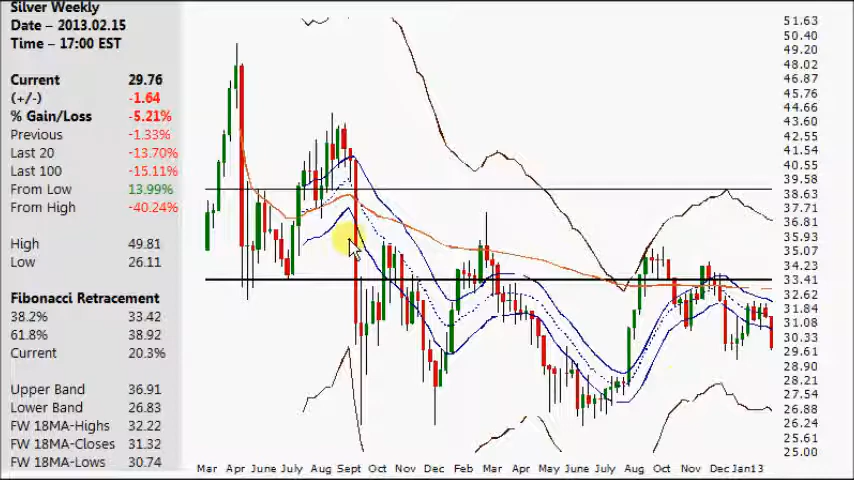 Silver Weekly
Date – 2013.02.15
Time – 17:00 EST
Current 29.76
(+/-) -1.64
% Gain/Loss -5.21%
Previous -1.33%
Last 20 -13.70%
Last 100 -15.11%
From Low 13.99%
From High -40.24%
High 49.81
Low 26.11
Fibonacci Retracement
38.2% 33.42
61.8% 38.92
Current 20.3%
Upper Band 36.91
Lower Band 26.83
FW 18MA-Highs 32.22
FW 18MA-Closes 31.32
FW 18MA-Lows 30.74
51.63
50.40
49.20
48.02
46.87
45.76
44.66
43.60
42.55
41.54
40.55
39.58
38.63
37.71
36.81
35.93
35.07
34.23
33.41
32.62
31.84
31.08
30.33
29.61
28.90
28.21
27.54
26.88
26.24
25.61
25.00
Mar Apr June July Aug Sept Oct Nov Dec Feb Mar Apr May June July Aug Oct Nov Dec Jan13